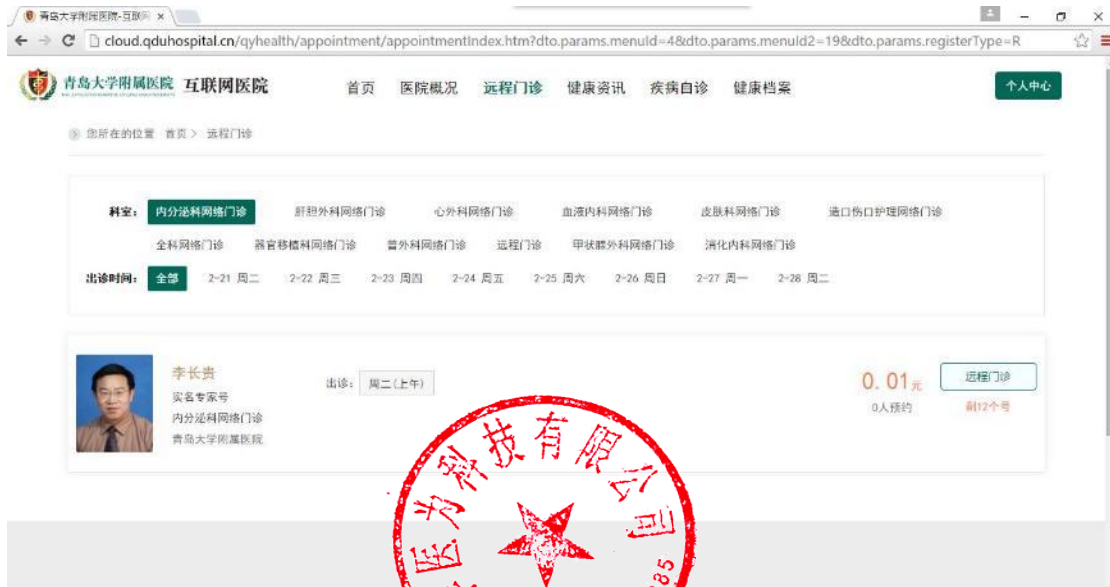 青岛大学附属医院-互联网
cloud.qduhospital.cn/qyhealth/appointment/appointmentIndex.htm?dto.params.menuId=4&dto.params.menuId2=19&dto.params.registerType=R
青岛大学附属医院 互联网医院 首页 医院概况 远程门诊 健康资讯 疾病自诊 健康档案 个人中心
您所在的位置 首页 > 远程门诊
科室: 内分泌科网络门诊 肝胆外科网络门诊 心外科网络门诊 血液内科网络门诊 皮肤科网络门诊 造口伤口护理网络门诊
全科网络门诊 器官移植科网络门诊 普外科网络门诊 远程门诊 甲状腺外科网络门诊 消化内科网络门诊
出诊时间: 全部 2-21 周二 2-22 周三 2-23 周四 2-24 周五 2-25 周六 2-26 周日 2-27 周一 2-28 周二
李长贵
实名专家号
内分泌科网络门诊
青岛大学附属医院
出诊: 周二(上午)
0.01元
0人预约
远程门诊
剩12个号
医为科技有限公司
985